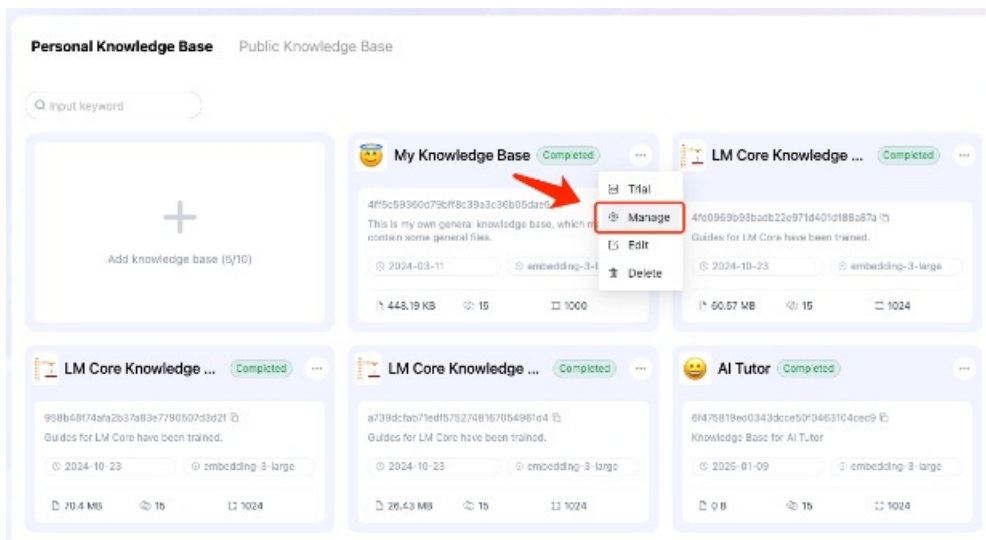 Personal Knowledge Base Public Knowledge Base
Input keyword
Add knowledge base (5/10)
My Knowledge Base Completed
This is my own general knowledge base, which
contain some general files.
2024-03-11
448.19 KB 15 1000
Trial
Manage
Edit
Delete
LM Core Knowledge ... Completed
Guides for LM Core have been trained.
2024-10-23 embedding-3-large
60.57 MB 15 1024
LM Core Knowledge ... Completed
Guides for LM Core have been trained.
2024-10-23 embedding-3-large
70.4 MB 15 1024
LM Core Knowledge ... Completed
Guides for LM Core have been trained.
2024-10-23 embedding-3-large
26.43 MB 15 1024
AI Tutor Completed
Knowledge Base for AI Tutor
2025-01-09 embedding-3-large
0 B 15 1024